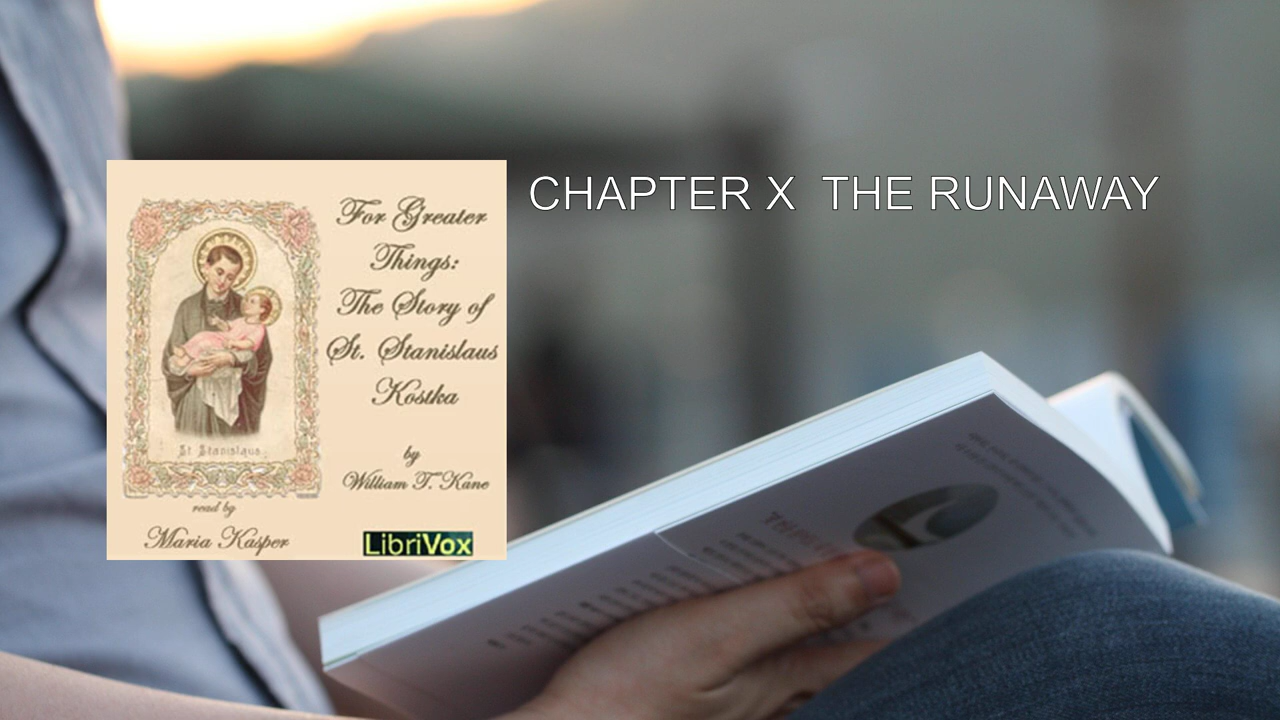 CHAPTER X THE RUNAWAY
For Greater
Things:
The Story of
St. Stanislaus
Kostka
by
William T. Kane
St. Stanislaus.
read by
Maria Kasper
LibriVox